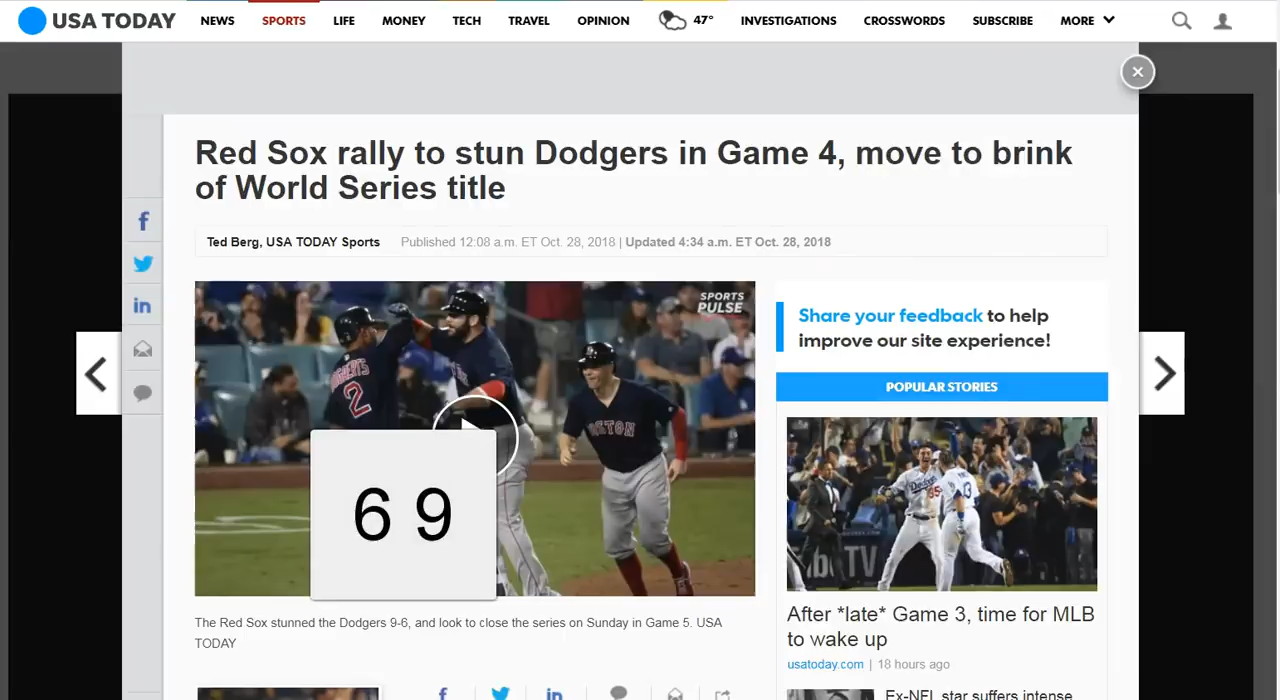 USA TODAY NEWS SPORTS LIFE MONEY TECH TRAVEL OPINION 47° INVESTIGATIONS CROSSWORDS SUBSCRIBE MORE
Red Sox rally to stun Dodgers in Game 4, move to brink
of World Series title
Ted Berg, USA TODAY Sports Published 12:08 a.m. ET Oct. 28, 2018 | Updated 4:34 a.m. ET Oct. 28, 2018
SPORTS
PULSE
2
6 9
The Red Sox stunned the Dodgers 9-6, and look to close the series on Sunday in Game 5. USA
TODAY
Share your feedback to help
improve our site experience!
POPULAR STORIES
Dodgers
35
13
After *late* Game 3, time for MLB
to wake up
usatoday.com | 18 hours ago
Ex-NFL star suffers intense